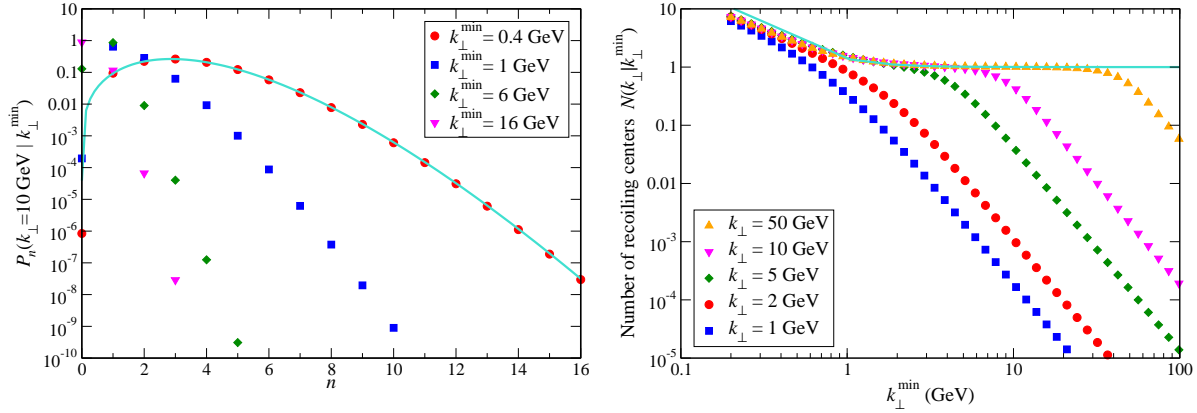 P_n(k_⊥=10 GeV | k_⊥^min)
1
0.1
0.01
10^-3
10^-4
10^-5
10^-6
10^-7
10^-8
10^-9
10^-10
0 2 4 6 8 10 12 14 16
n
k_⊥^min = 0.4 GeV
k_⊥^min = 1 GeV
k_⊥^min = 6 GeV
k_⊥^min = 16 GeV
Number of recoiling centers N(k_⊥|k_⊥^min)
10
1
0.1
0.01
10^-3
10^-4
10^-5
0.1 1 10 100
k_⊥^min (GeV)
k_⊥ = 50 GeV
k_⊥ = 10 GeV
k_⊥ = 5 GeV
k_⊥ = 2 GeV
k_⊥ = 1 GeV